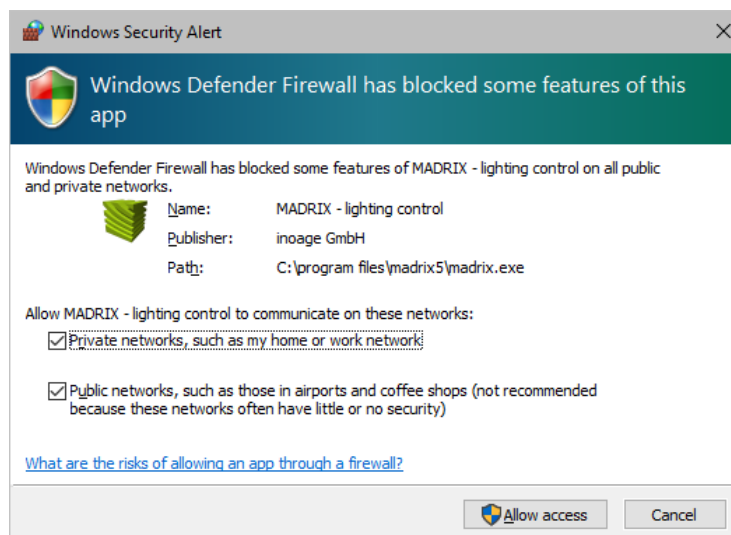 Windows Security Alert
Windows Defender Firewall has blocked some features of this
app
Windows Defender Firewall has blocked some features of MADRIX - lighting control on all public
and private networks.
Name: MADRIX - lighting control
Publisher: inoage GmbH
Path: C:\program files\madrix5\madrix.exe
Allow MADRIX - lighting control to communicate on these networks:
Private networks, such as my home or work network
Public networks, such as those in airports and coffee shops (not recommended
because these networks often have little or no security)
What are the risks of allowing an app through a firewall?
Allow access Cancel